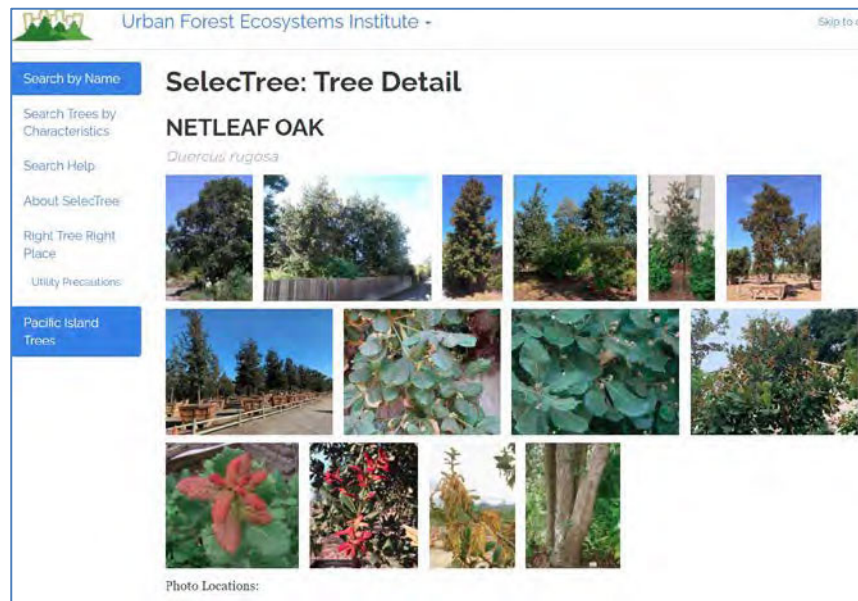 Urban Forest Ecosystems Institute
Skip to
Search by Name
Search Trees by
Characteristics
Search Help
About SelecTree
Right Tree Right
Place
Utility Precautions
Pacific Island
Trees
SelecTree: Tree Detail
NETLEAF OAK
Quercus rugosa
Photo Locations: